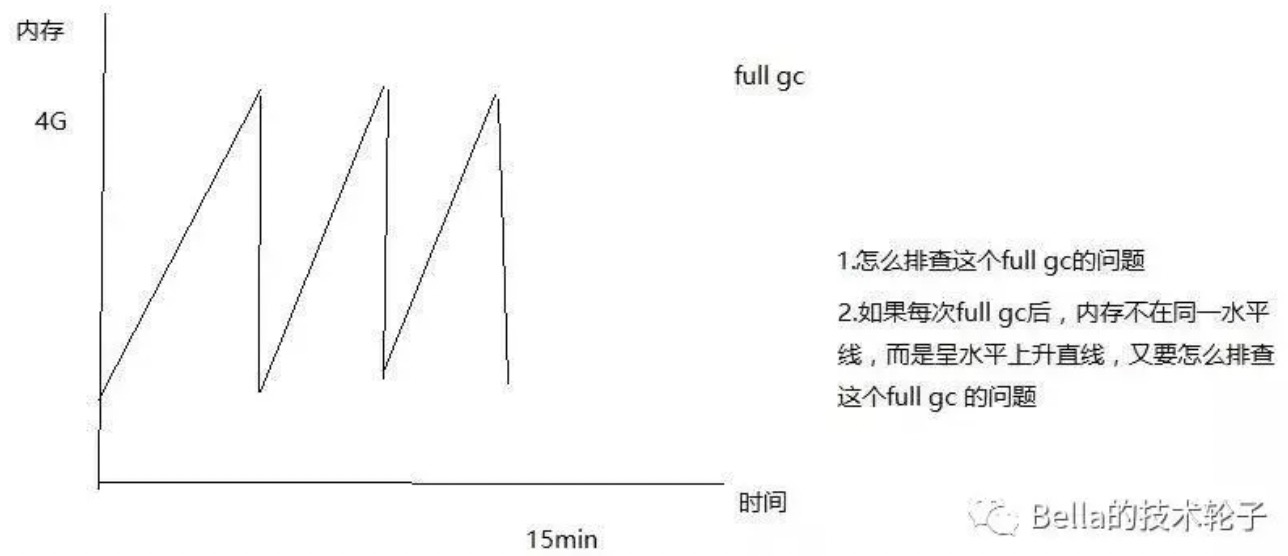 内存
full gc
4G
1.怎么排查这个full gc的问题
2.如果每次full gc后，内存不在同一水平
线，而是呈水平上升直线，又要怎么排查
这个full gc 的问题
时间
15min
Bella的技术轮子